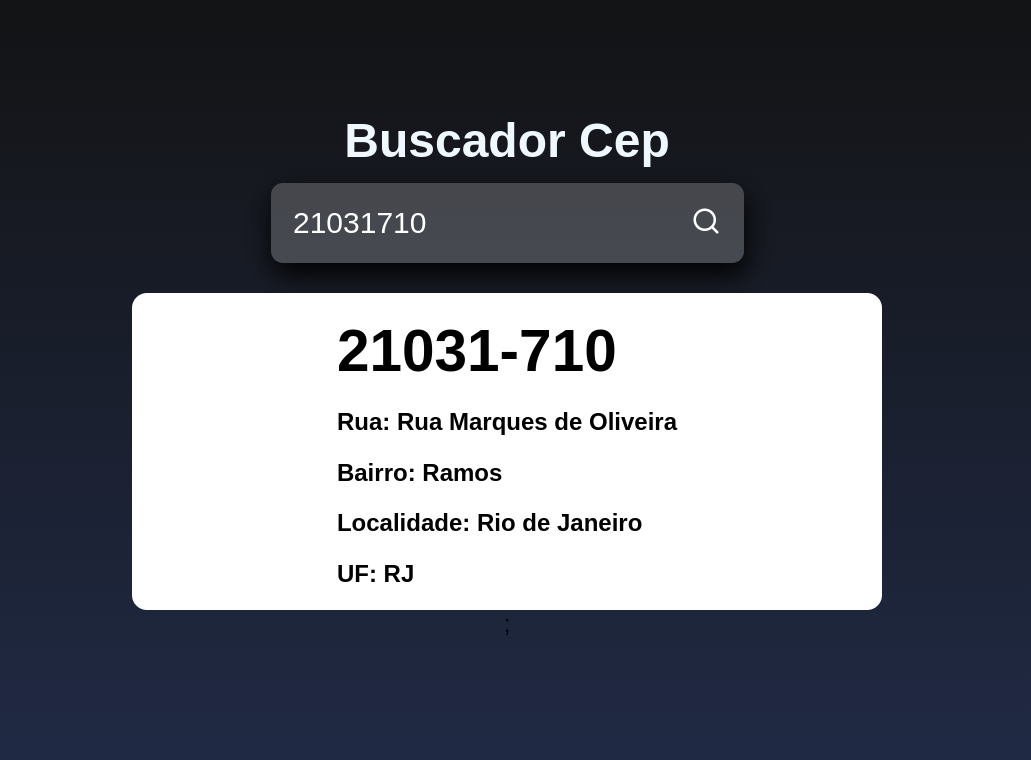 Buscador Cep
21031710
21031-710
Rua: Rua Marques de Oliveira
Bairro: Ramos
Localidade: Rio de Janeiro
UF: RJ
;